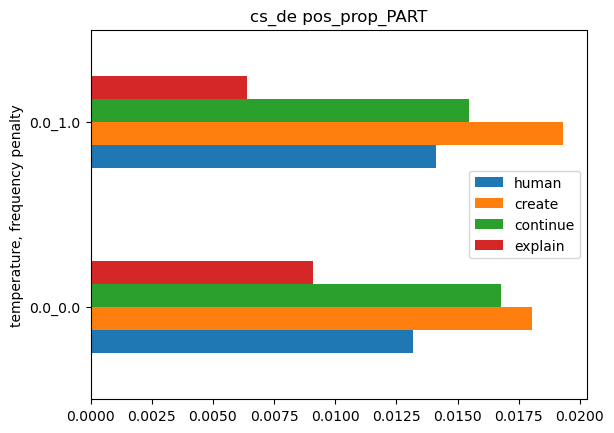 cs_de pos_prop_PART
temperature, frequency penalty
0.0_1.0
0.0_0.0
human
create
continue
explain
0.0000 0.0025 0.0050 0.0075 0.0100 0.0125 0.0150 0.0175 0.0200